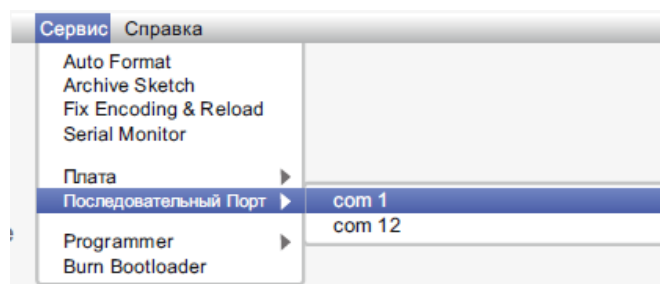 Сервис Справка
Auto Format
Archive Sketch
Fix Encoding & Reload
Serial Monitor
Плата
Последовательный Порт com 1
com 12
Programmer
Burn Bootloader